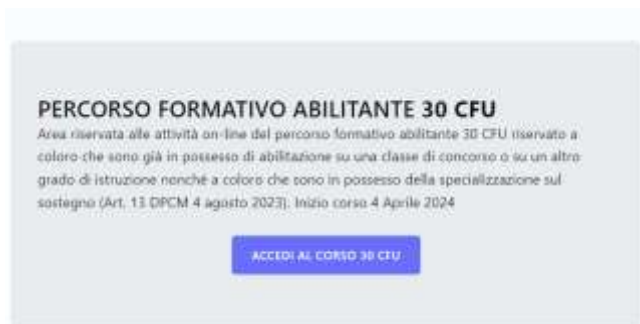 PERCORSO FORMATIVO ABILITANTE 30 CFU
Area riservata alle attività on-line del percorso formativo abilitante 30 CFU riservato a
coloro che sono già in possesso di abilitazione su una classe di concorso o su un altro
grado di istruzione nonché a coloro che sono in possesso della specializzazione sul
sostegno (Art. 13 DPCM 4 agosto 2023). Inizio corso 4 Aprile 2024
ACCEDI AL CORSO 30 CFU